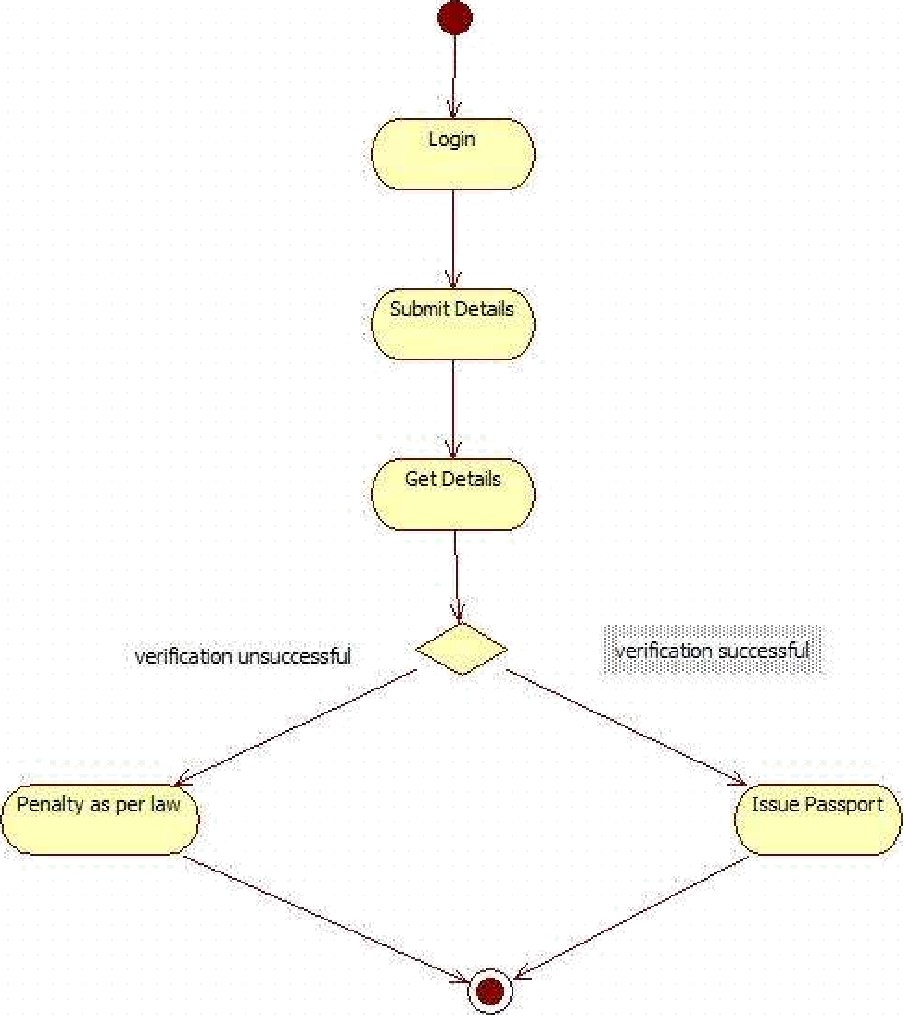 Login
Submit Details
Get Details
verification unsuccessful
verification successful
Penalty as per law
Issue Passport